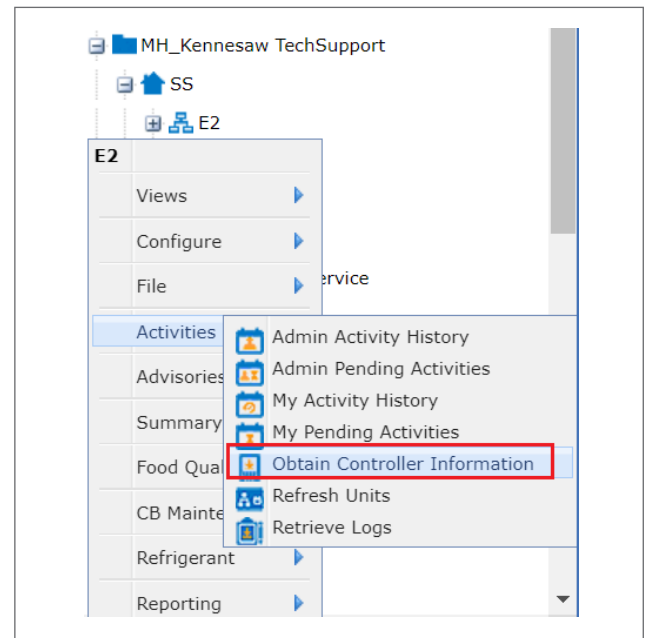 MH_Kennesaw TechSupport
SS
E2
E2
Views
Configure
ervice
File
Activities
Admin Activity History
Admin Pending Activities
Advisories
My Activity History
My Pending Activities
Summary
Obtain Controller Information
Food Qual
Refresh Units
CB Mainte
Retrieve Logs
Refrigerant
Reporting